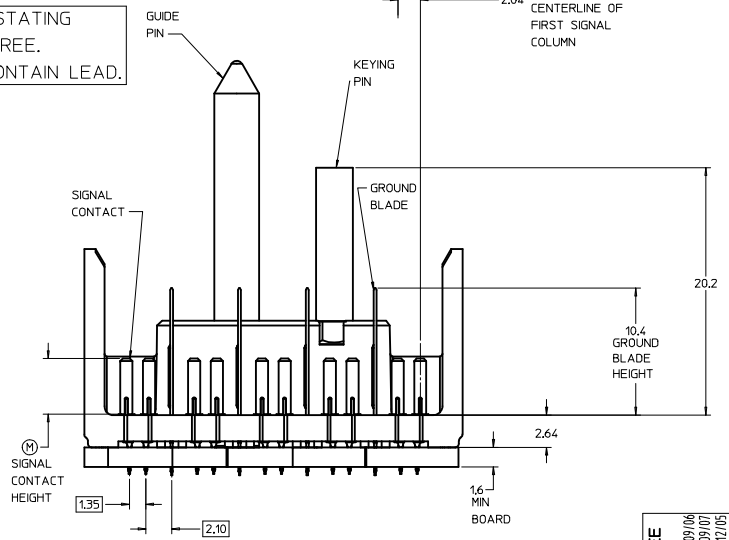 STATING
REE.
ONTAIN LEAD.
GUIDE
PIN
2.04
CENTERLINE OF
FIRST SIGNAL
COLUMN
KEYING
PIN
SIGNAL
CONTACT
GROUND
BLADE
20.2
10.4
GROUND
BLADE
HEIGHT
M
SIGNAL
CONTACT
HEIGHT
2.64
1.35
2.10
1.6
MIN
BOARD
09/06
09/07
12/05